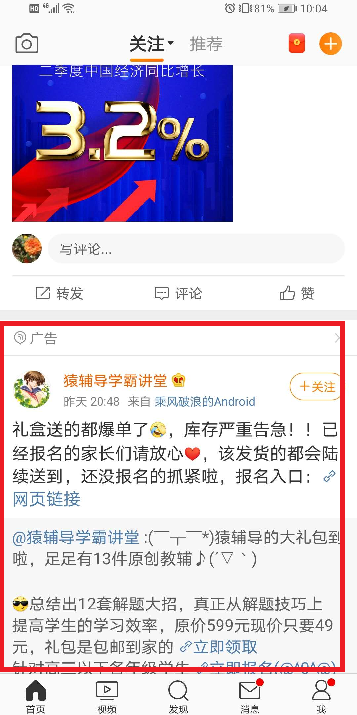 HD 4G 81% 10:04
关注 推荐
二季度中国经济同比增长
3.2%
写评论...
转发 评论 赞
广告
猿辅导学霸讲堂
+关注
昨天 20:48 来自 乘风破浪的Android
礼盒送的都爆单了🤣，库存严重告急！！已
经报名的家长们请放心❤️，该发货的都会陆
续送到，还没报名的抓紧啦，报名入口：
网页链接
@猿辅导学霸讲堂 :(￣┬￣*)猿辅导的大礼包到
啦，足足有13件原创教辅♪(´▽｀)
😎总结出12套解题大招，真正从解题技巧上
提高学生的学习效率，原价599元现价只要49
元，礼包是包邮到家的 立即领取
针对高三以下各年级学生 立即报名(@^0^@)
首页 视频 发现 消息 我